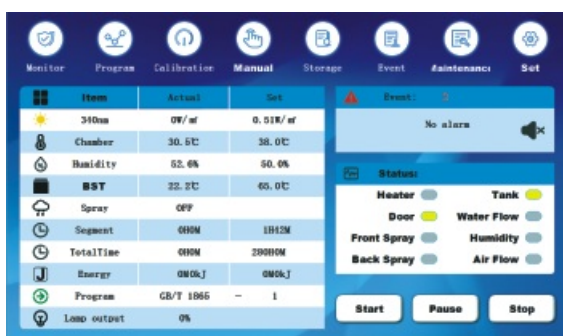 Monitor Program Calibration Manual Storage Event Maintenance Set
Item Actual Set
340nm 0W/㎡ 0.51W/㎡
Chamber 30.5℃ 38.0℃
Humidity 52.6% 50.0%
BST 22.2℃ 65.0℃
Spray OFF
Segment 0H0M 1H42M
TotalTime 0H0M 280H0M
Energy 0M0kJ 0M0kJ
Program GB/T 1865 - 1
Lamp output 0%
Event:
No alarm
Status:
Heater Tank
Door Water Flow
Front Spray Humidity
Back Spray Air Flow
Start Pause Stop